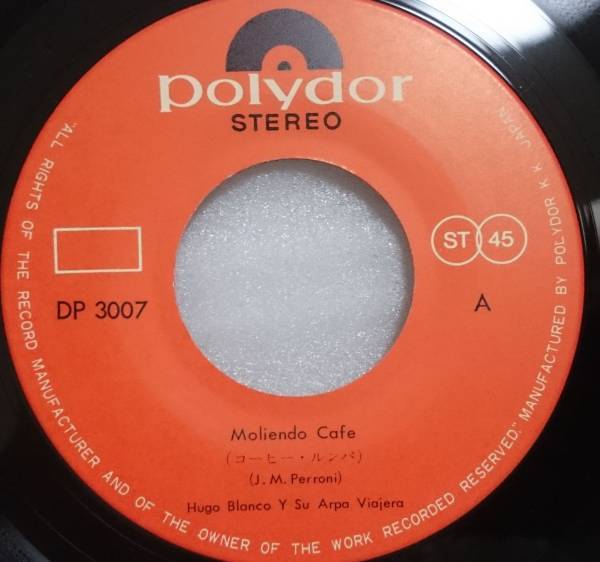 polydor
STEREO
ST 45
DP 3007
A
Moliendo Cafe
(コーヒー・ルンバ)
(J. M. Perroni)
Hugo Blanco Y Su Arpa Viajera
"ALL RIGHTS OF THE RECORD MANUFACTURER AND OF THE OWNER OF THE WORK RECORDED RESERVED." MANUFACTURED BY POLYDOR K. K. JAPAN